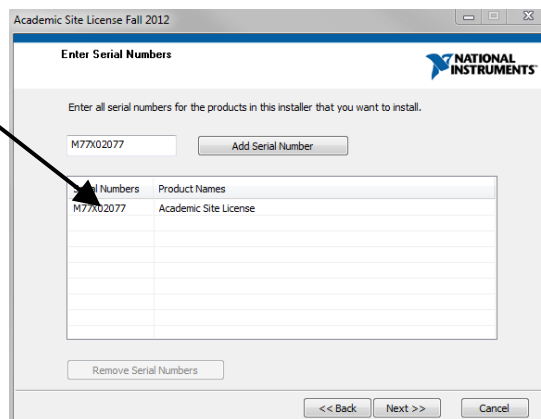 Academic Site License Fall 2012
Enter Serial Numbers
NATIONAL
INSTRUMENTS
Enter all serial numbers for the products in this installer that you want to install.
M77X02077 Add Serial Number
Serial Numbers Product Names
M77X02077 Academic Site License
Remove Serial Numbers
<< Back Next >> Cancel